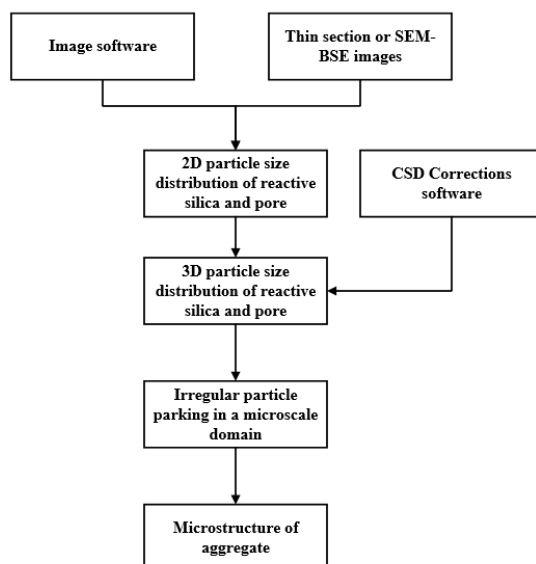 Image software
Thin section or SEM-
BSE images
2D particle size
distribution of reactive
silica and pore
CSD Corrections
software
3D particle size
distribution of reactive
silica and pore
Irregular particle
parking in a microscale
domain
Microstructure of
aggregate